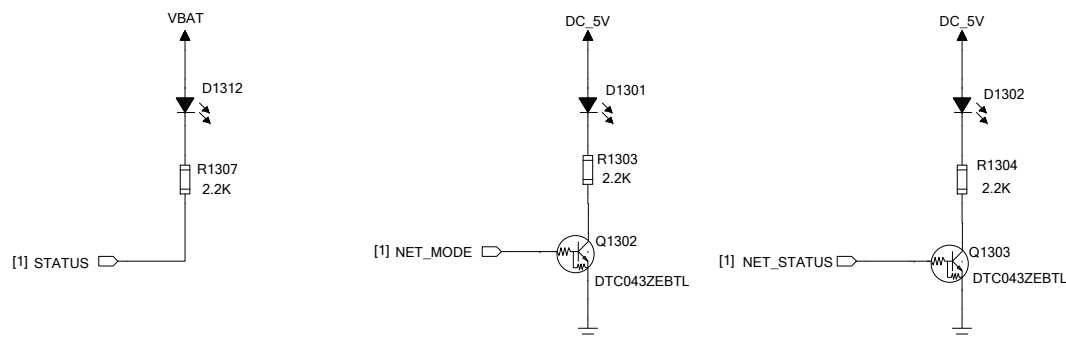 VBAT
D1312
R1307
2.2K
[1] STATUS
DC_5V
D1301
R1303
2.2K
[1] NET_MODE
Q1302
DTC043ZEBTL
DC_5V
D1302
R1304
2.2K
[1] NET_STATUS
Q1303
DTC043ZEBTL